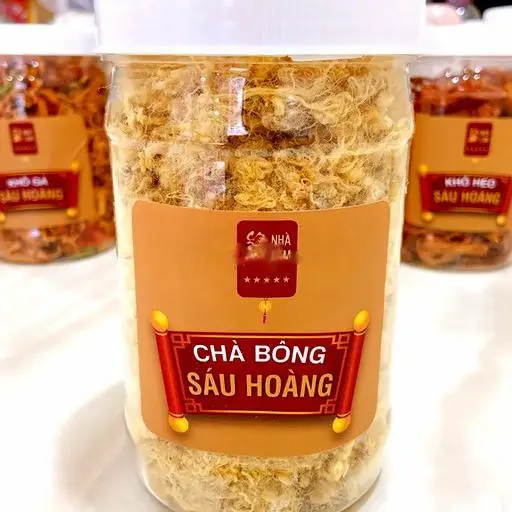 NHÀ
CHÀ BÔNG
SÁU HOÀNG
KHÔ GÀ
SÁU HOÀNG
KHÔ HEO
SÁU HOÀNG